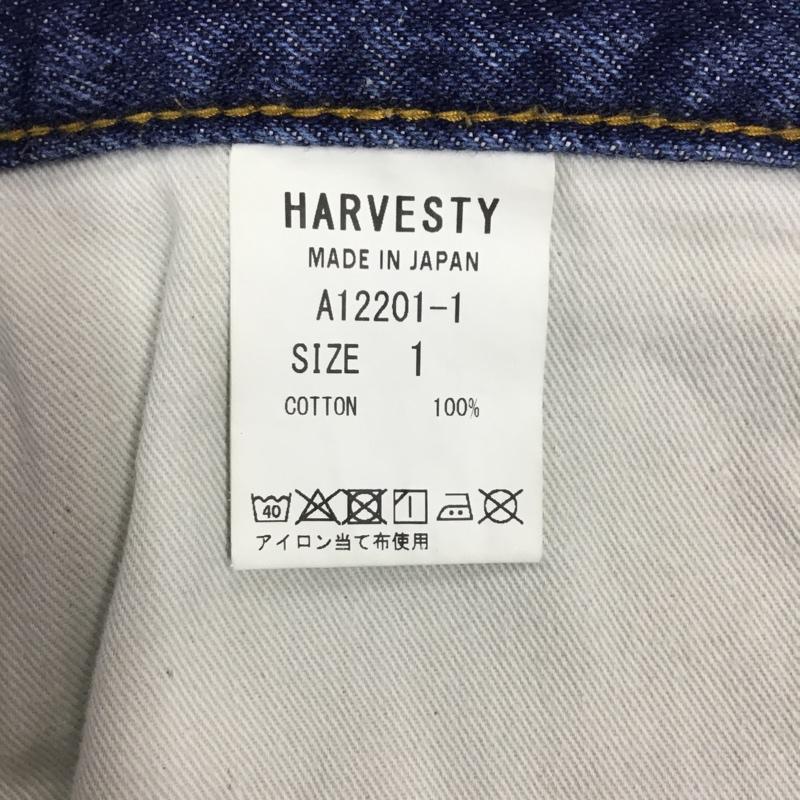 HARVESTY
MADE IN JAPAN
A12201-1
SIZE 1
COTTON 100%
40
アイロン当て布使用